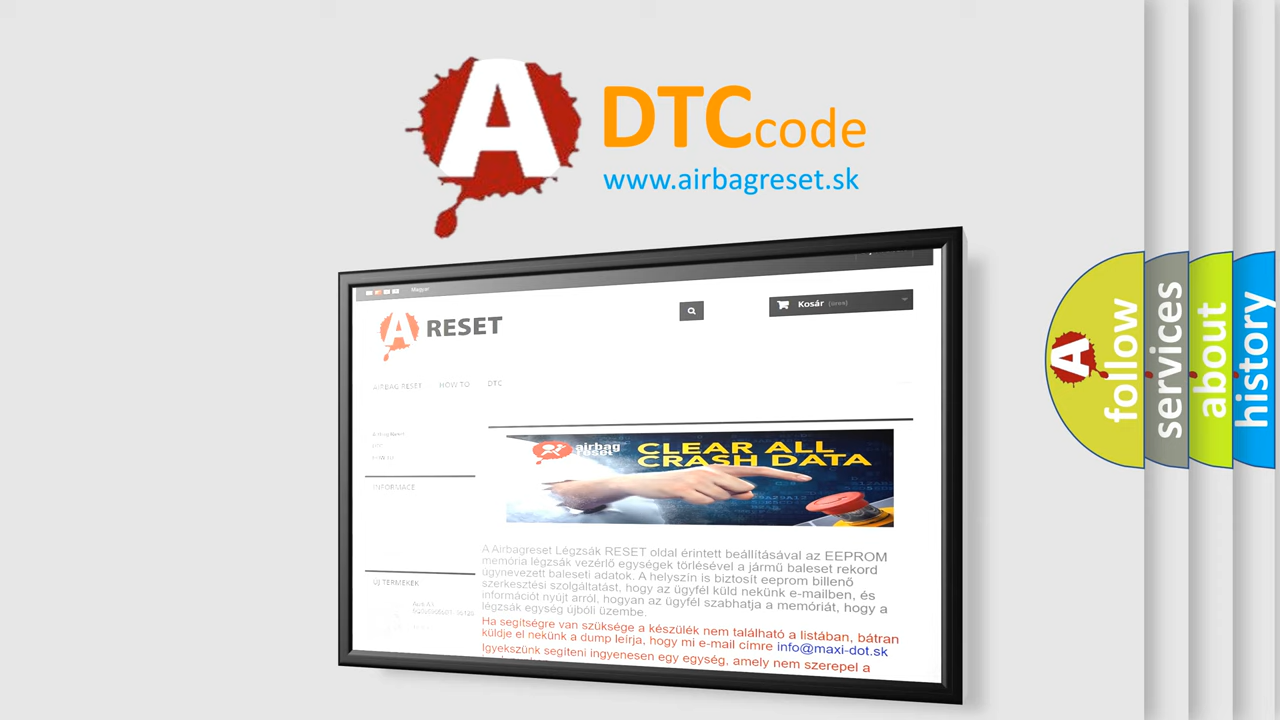 A
DTC code
www.airbagreset.sk
Magyar
A RESET
Kosár (üres)
AIRBAG RESET HOW TO DTC
INFORMACE
airbag
reset
CLEAR ALL
CRASH DATA
A Airbagreset Légzsák RESET oldal érintett beállításával az EEPROM
memória légzsák vezérlő egységek törlésével a jármű baleset rekord
úgynevezett baleseti adatok. A helyszín is biztosít eeprom billenő
szerkesztési szolgáltatást, hogy az ügyfél küld nekünk e-mailben, és
információt nyújt arról, hogyan az ügyfél szabhatja a memóriát, hogy a
légzsák egység újbóli üzembe.
Ha segítségre van szüksége a készülék nem található a listában, bátran
küldje el nekünk a dump leírja, hogy mi e-mail címre info@maxi-dot.sk
Igyekszünk segíteni ingyenesen egy egység, amely nem szerepel a
ÚJ TERMÉKEK
A
follow
services
about
history